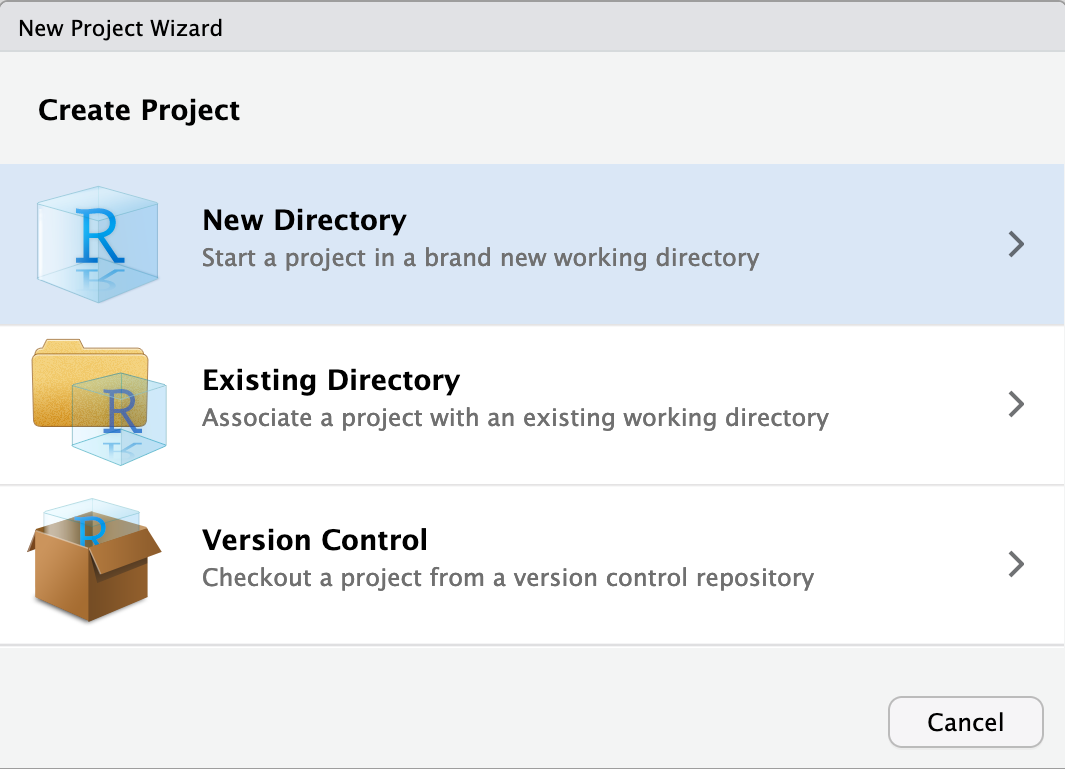 New Project Wizard
Create Project
R
New Directory
Start a project in a brand new working directory
R
Existing Directory
Associate a project with an existing working directory
R
Version Control
Checkout a project from a version control repository
Cancel